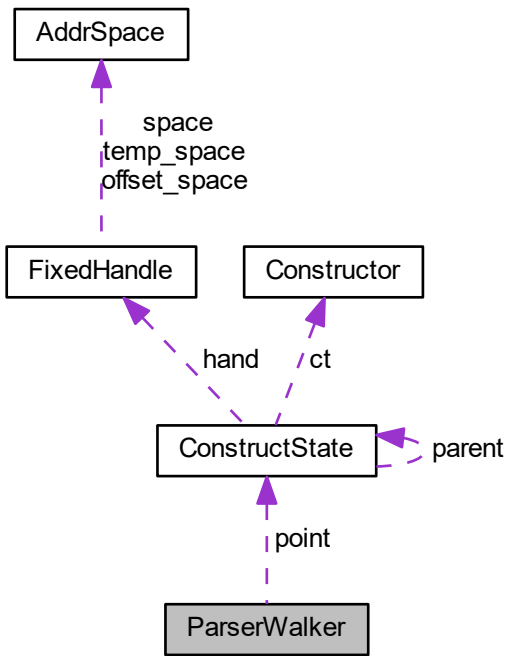 AddrSpace
space
temp_space
offset_space
FixedHandle
Constructor
hand
ct
ConstructState
parent
point
ParserWalker